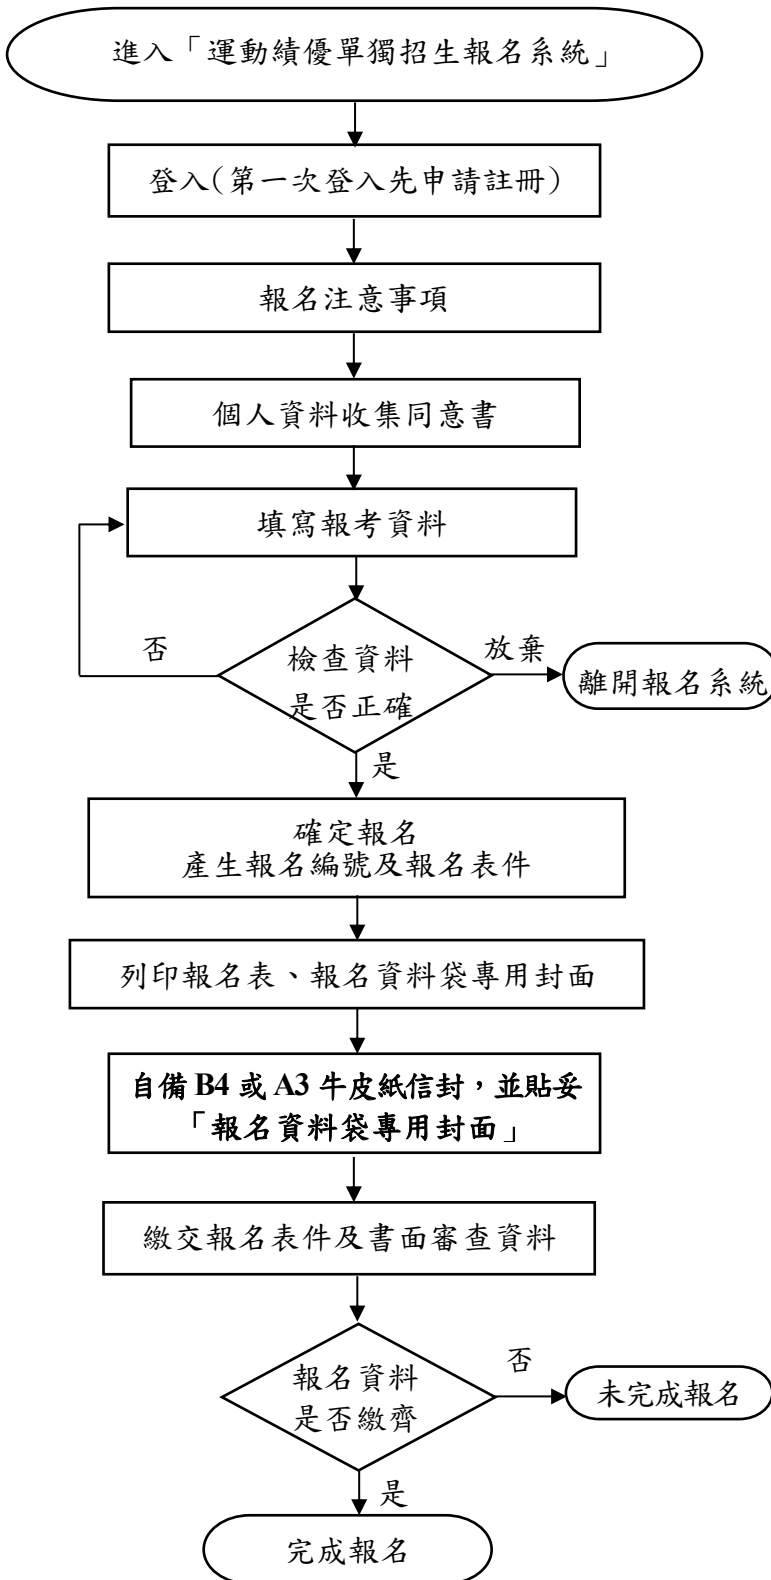 進入「運動績優單獨招生報名系統」
登入(第一次登入先申請註冊)
報名注意事項
個人資料收集同意書
填寫報考資料
否
檢查資料
是否正確
放棄
離開報名系統
是
確定報名
產生報名編號及報名表件
列印報名表、報名資料袋專用封面
自備 B4 或 A3 牛皮紙信封，並貼妥
「報名資料袋專用封面」
繳交報名表件及書面審查資料
報名資料
是否繳齊
否
未完成報名
是
完成報名